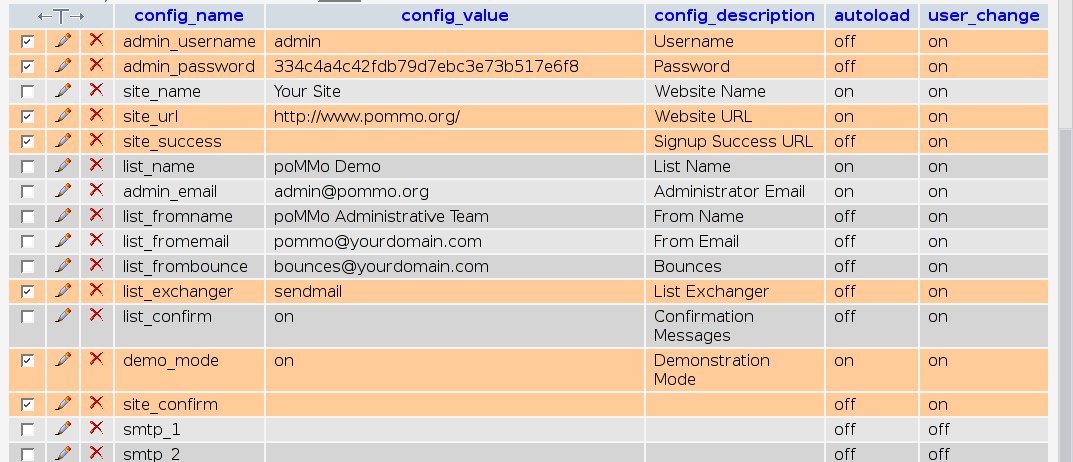 config_name config_value config_description autoload user_change
admin_username admin Username off on
admin_password 334c4a4c42fdb79d7ebc3e73b517e6f8 Password off on
site_name Your Site Website Name on on
site_url http://www.pommo.org/ Website URL on on
site_success Signup Success URL off on
list_name poMMo Demo List Name on on
admin_email admin@pommo.org Administrator Email on on
list_fromname poMMo Administrative Team From Name off on
list_fromemail pommo@yourdomain.com From Email off on
list_frombounce bounces@yourdomain.com Bounces off on
list_exchanger sendmail List Exchanger off on
list_confirm on Confirmation off on
Messages
demo_mode on Demonstration on on
Mode
site_confirm off on
smtp_1 off off
smtp_2 off off